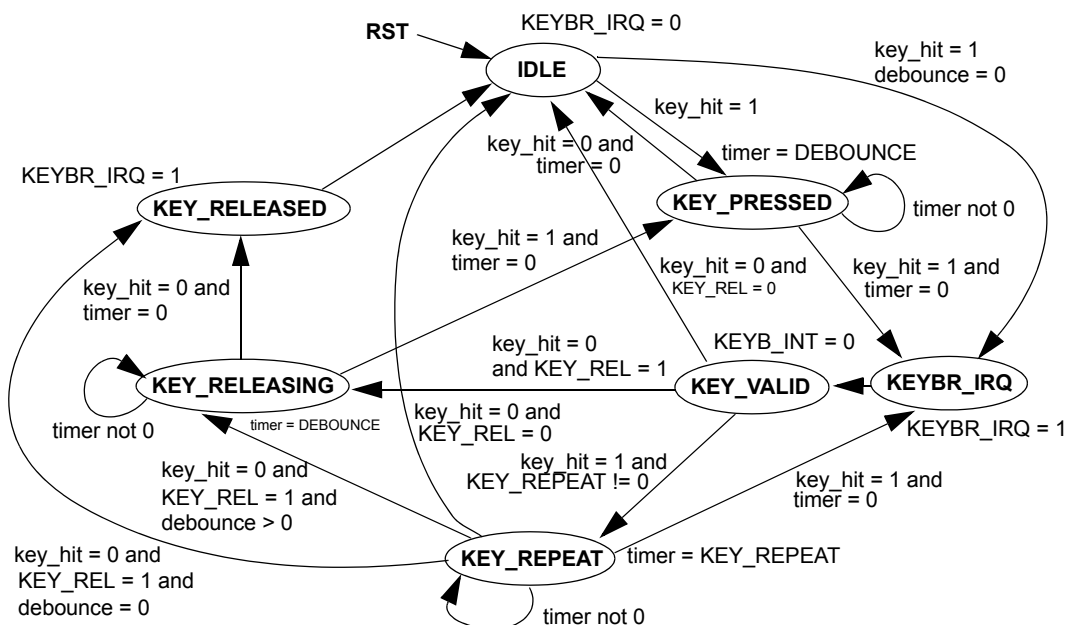 KEYBR_IRQ = 0
RST
IDLE
key_hit = 1
debounce = 0
key_hit = 1
key_hit = 0 and
timer = 0
timer = DEBOUNCE
KEYBR_IRQ = 1
KEY_RELEASED
KEY_PRESSED
timer not 0
key_hit = 1 and
timer = 0
key_hit = 0 and
KEY_REL = 0
key_hit = 1 and
timer = 0
key_hit = 0 and
timer = 0
KEYB_INT = 0
key_hit = 0
and KEY_REL = 1
KEY_RELEASING
KEY_VALID
KEYBR_IRQ
timer not 0
timer = DEBOUNCE
key_hit = 0 and
KEY_REL = 0
KEYBR_IRQ = 1
key_hit = 0 and
KEY_REL = 1 and
debounce > 0
key_hit = 1 and
KEY_REPEAT != 0
key_hit = 1 and
timer = 0
key_hit = 0 and
KEY_REL = 1 and
debounce = 0
KEY_REPEAT
timer = KEY_REPEAT
timer not 0